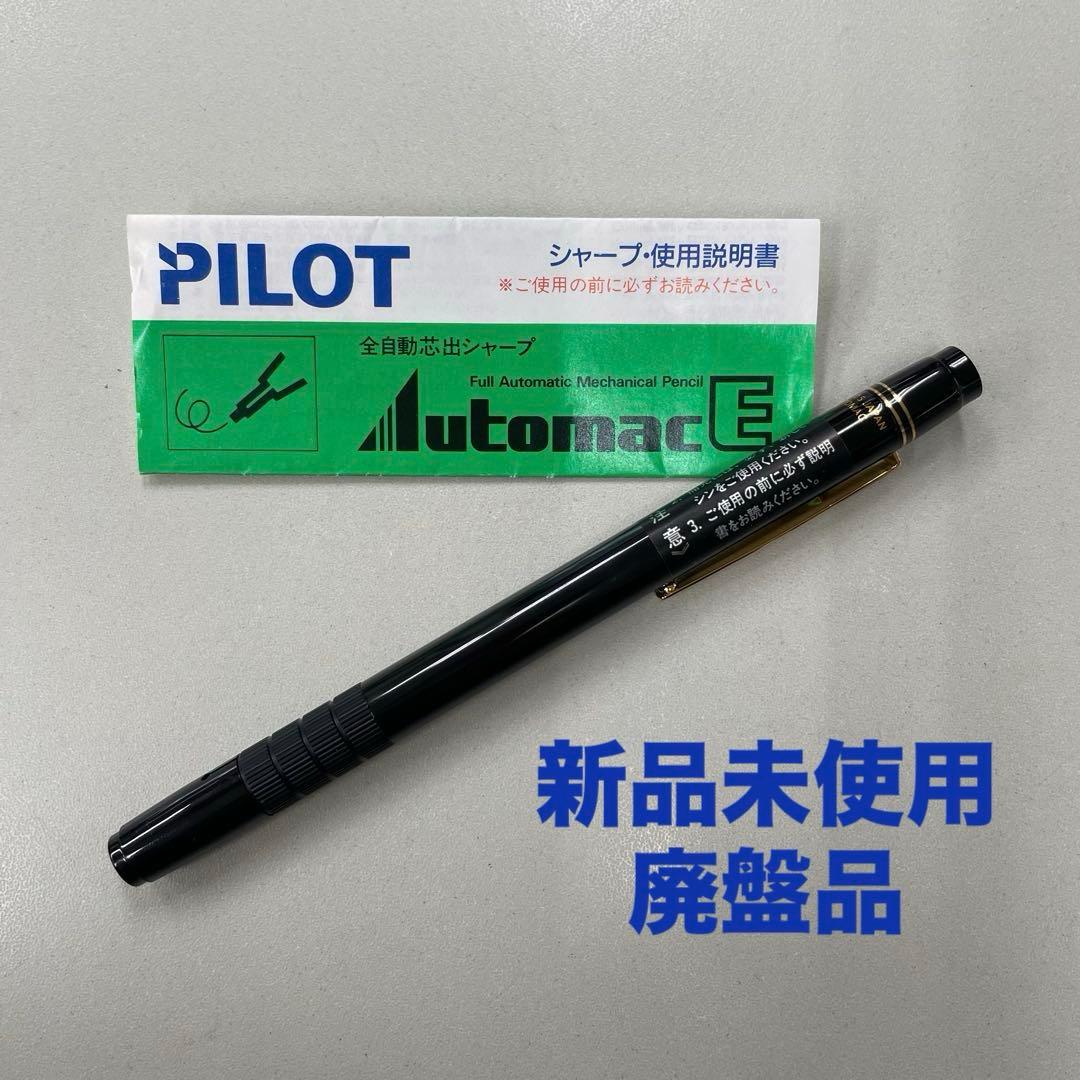 PILOT
シャープ・使用説明書
※ご使用の前に必ずお読みください。
全自動芯出シャープ
Full Automatic Mechanical Pencil
Automac E
JAPAN
シンをご使用ください。
注意 3. ご使用の前に必ず説明
書をお読みください。
新品未使用
廃盤品